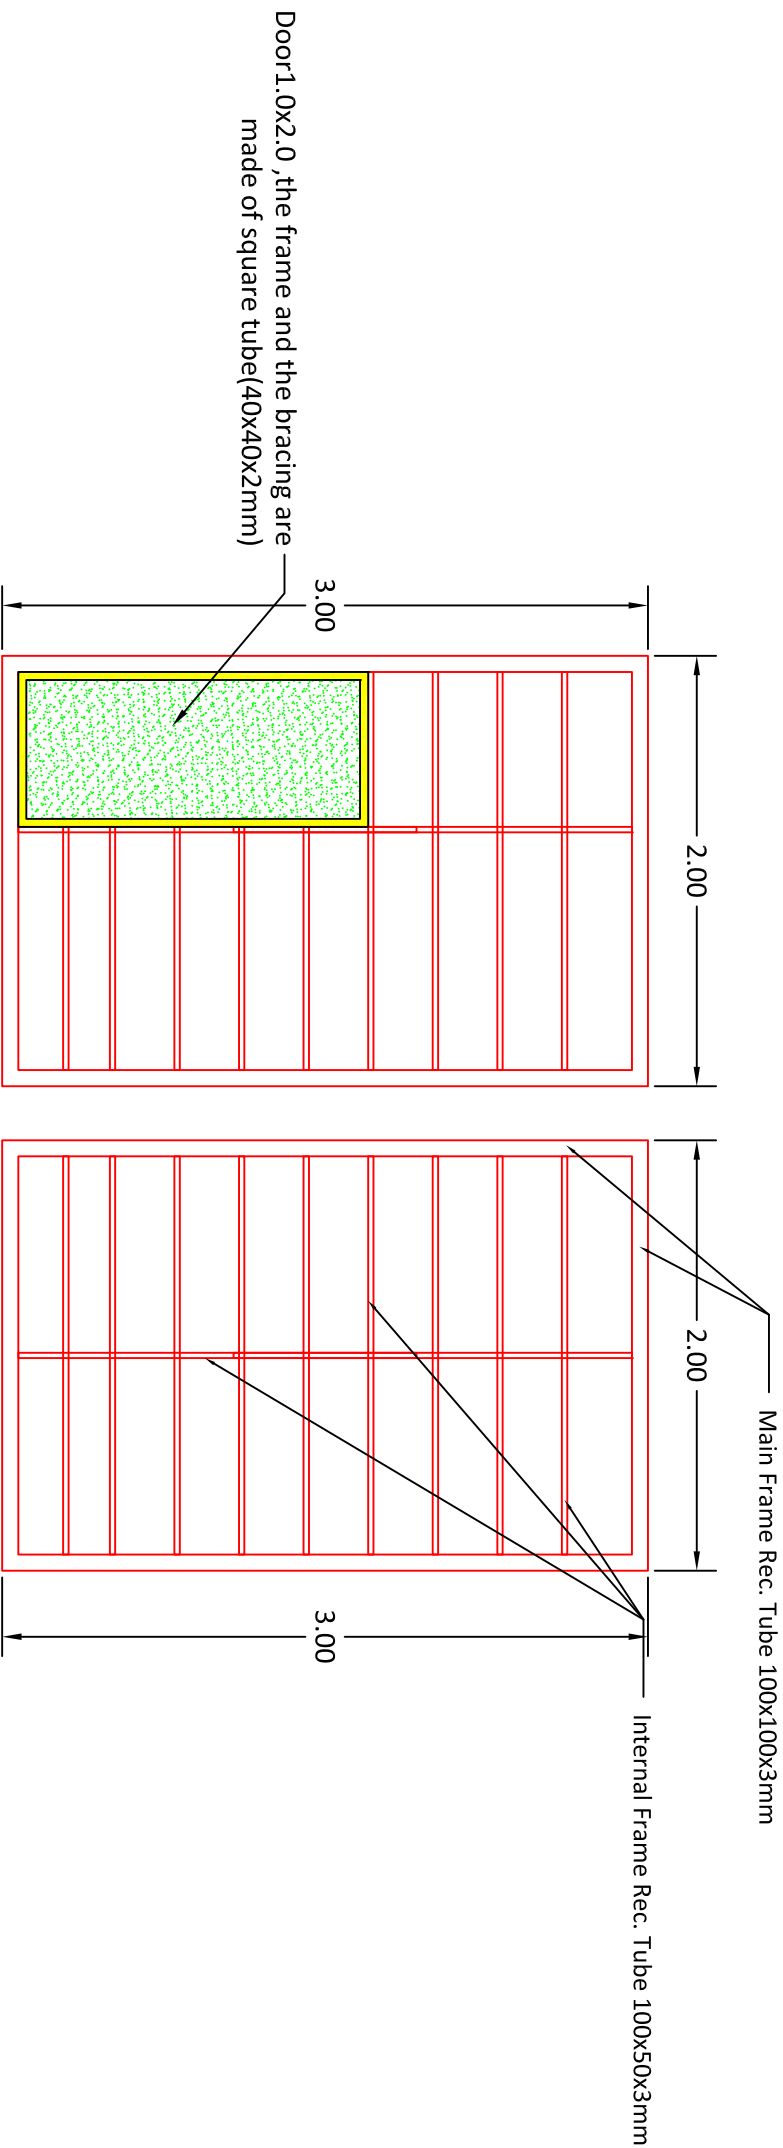 Main Frame Rec. Tube 100x100x3mm
2.00
2.00
Internal Frame Rec. Tube 100x50x3mm
3.00
3.00
Door1.0x2.0 ,the frame and the bracing are
made of square tube(40x40x2mm)